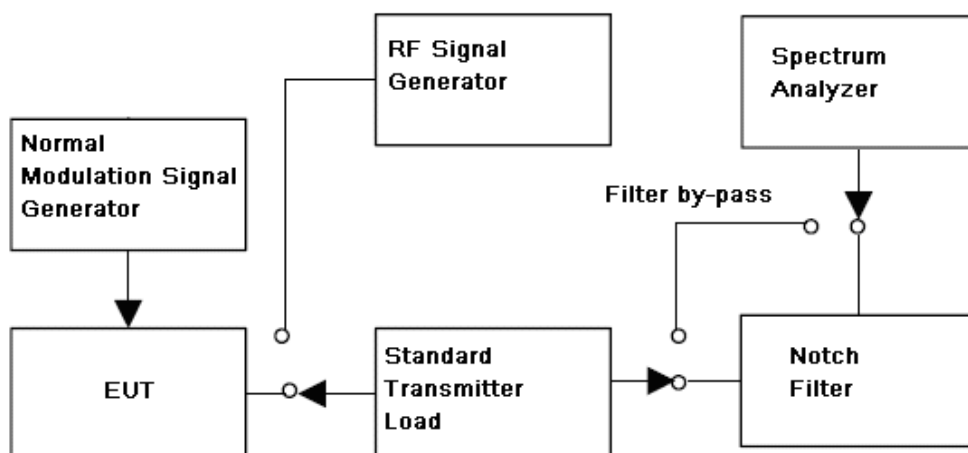 RF Signal
Generator
Spectrum
Analyzer
Normal
Modulation Signal
Generator
Filter by-pass
EUT
Standard
Transmitter
Load
Notch
Filter